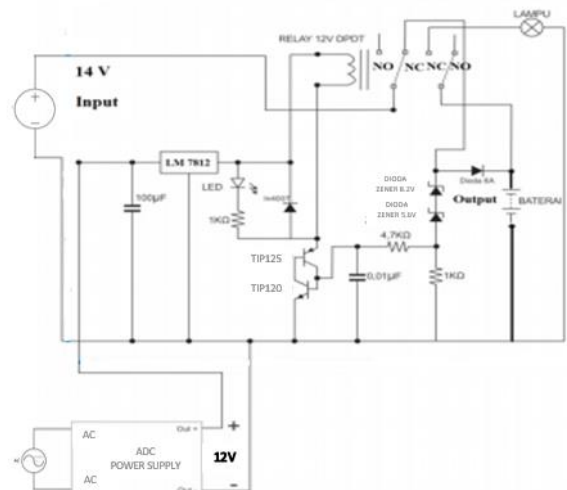 LAMPU
RELAY 12V DPDT
NO NC NC NO
14 V
Input
LM 7812
LED
100µF
1KΩ
DIODA
ZENER 8.2V
DIODA
ZENER 5.6V
Dioda 6A
Output
BATERAI
4,7KΩ
TIP125
TIP120
0,01µF
1KΩ
Out +
+
AC
ADC
POWER SUPPLY
12V
AC
−